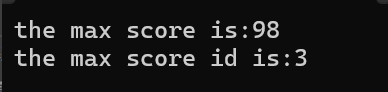 the max score is:98
the max score id is:3